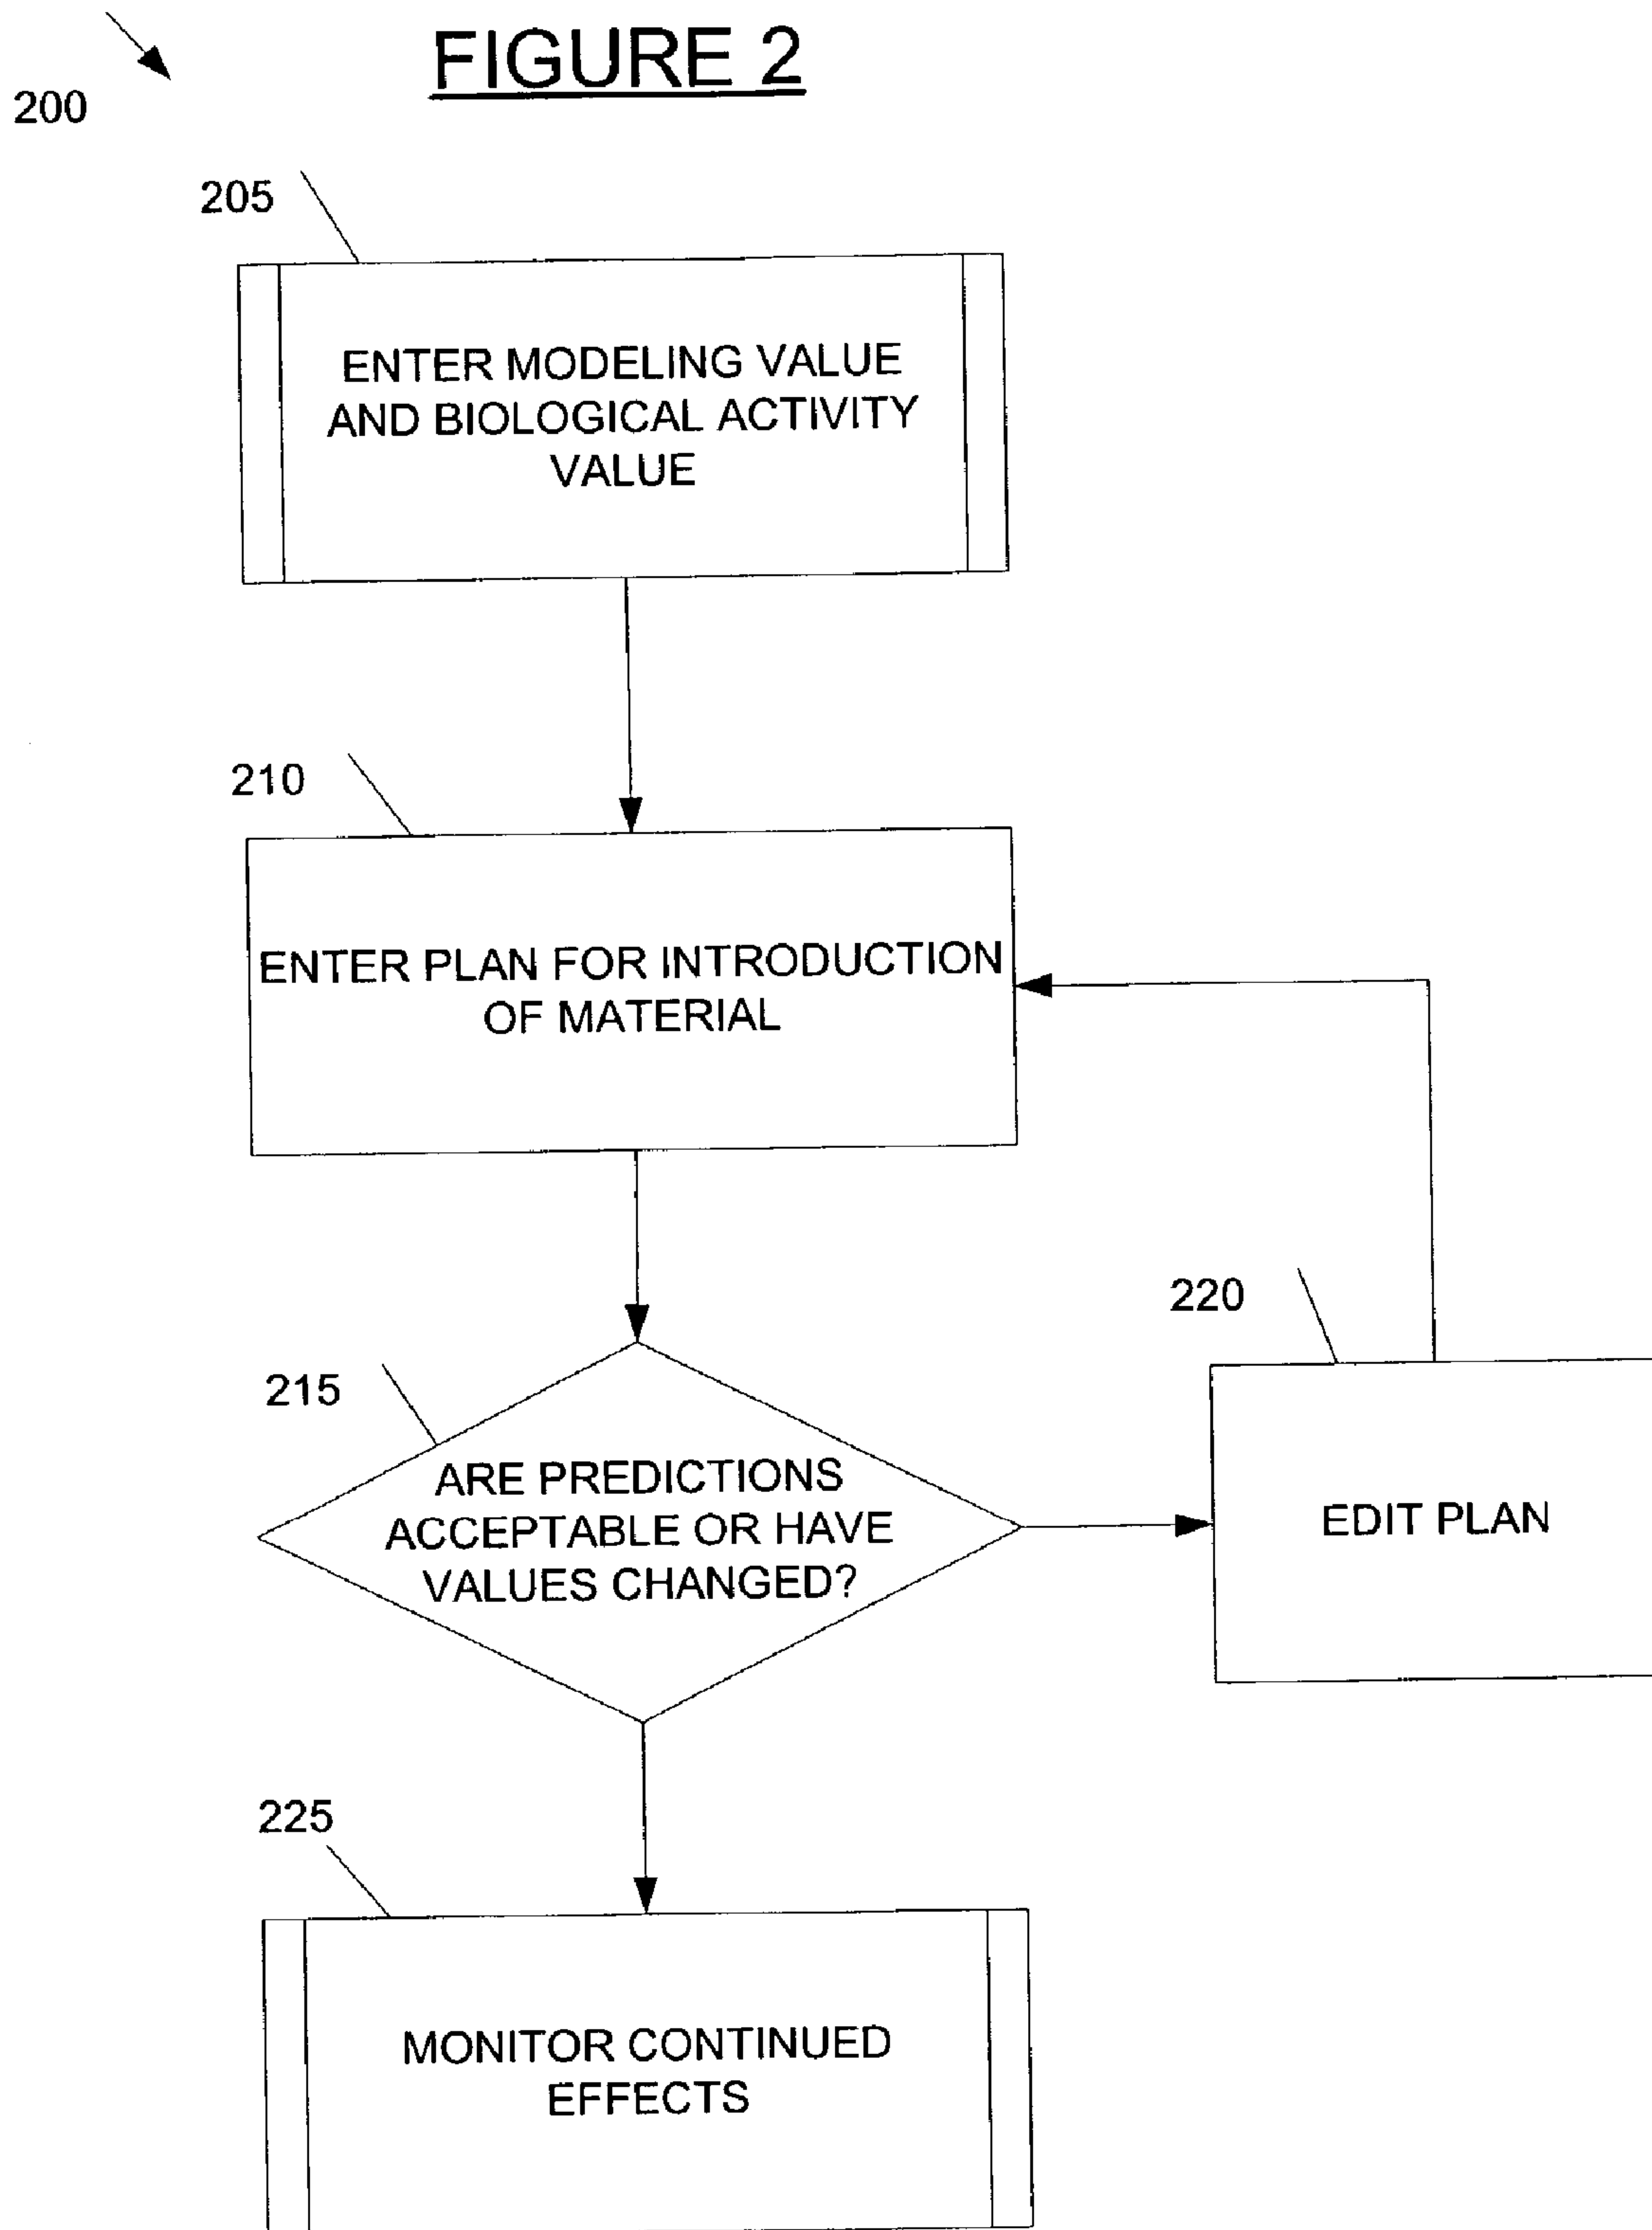 FIGURE 2
200
205
ENTER MODELING VALUE
AND BIOLOGICAL ACTIVITY
VALUE
210
ENTER PLAN FOR INTRODUCTION
OF MATERIAL
215
ARE PREDICTIONS
ACCEPTABLE OR HAVE
VALUES CHANGED?
220
EDIT PLAN
225
MONITOR CONTINUED
EFFECTS